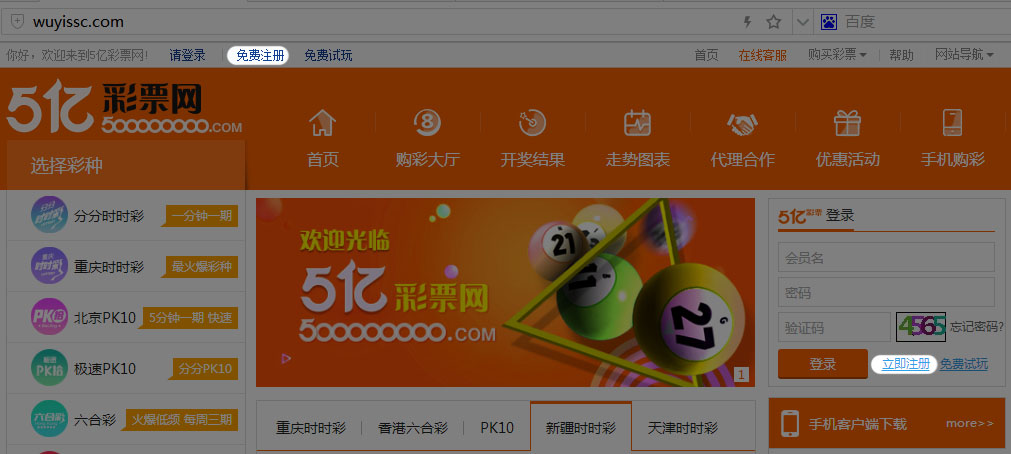 wuyissc.com 百度
你好，欢迎来到5亿彩票网! 请登录 免费注册 免费试玩 首页 在线客服 购买彩票 帮助 网站导航
5亿 彩票网
500000000.COM
首页 购彩大厅 开奖结果 走势图表 代理合作 优惠活动 手机购彩
选择彩种
分分时时彩 一分钟一期
重庆时时彩 最火爆彩种
北京PK10 5分钟一期 快速
极速PK10 分分PK10
六合彩 火爆低频 每周三期
欢迎光临
5亿 彩票网
500000000.COM
21
11
27
1
5亿彩票 登录
会员名
密码
验证码 4565 忘记密码?
登录 立即注册 免费试玩
重庆时时彩 香港六合彩 PK10 新疆时时彩 天津时时彩
手机客户端下载 more>>